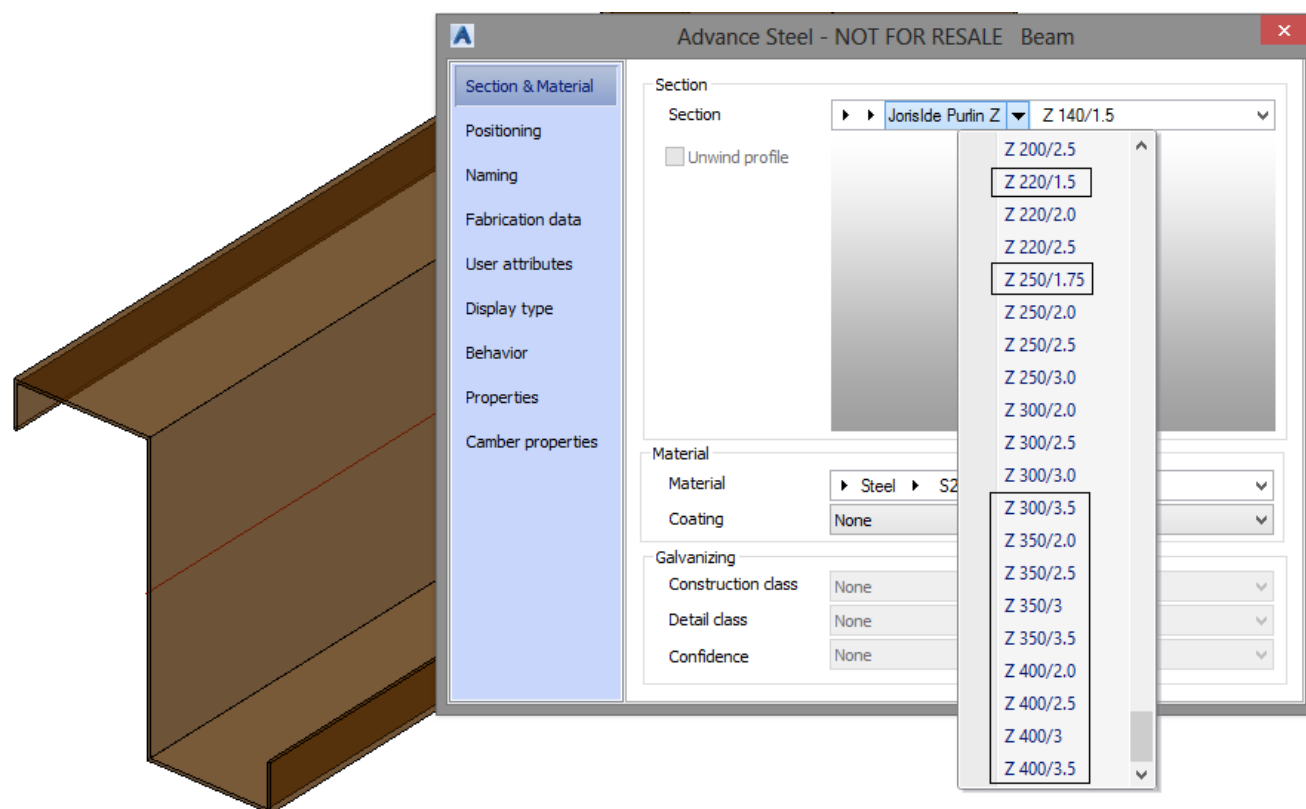 Advance Steel - NOT FOR RESALE Beam
Section & Material
Positioning
Naming
Fabrication data
User attributes
Display type
Behavior
Properties
Camber properties
Section
Section JorisIde Purlin Z Z 140/1.5
Unwind profile
Z 200/2.5
Z 220/1.5
Z 220/2.0
Z 220/2.5
Z 250/1.75
Z 250/2.0
Z 250/2.5
Z 250/3.0
Z 300/2.0
Z 300/2.5
Z 300/3.0
Z 300/3.5
Z 350/2.0
Z 350/2.5
Z 350/3
Z 350/3.5
Z 400/2.0
Z 400/2.5
Z 400/3
Z 400/3.5
Material
Material Steel S2
Coating None
Galvanizing
Construction class None
Detail class None
Confidence None